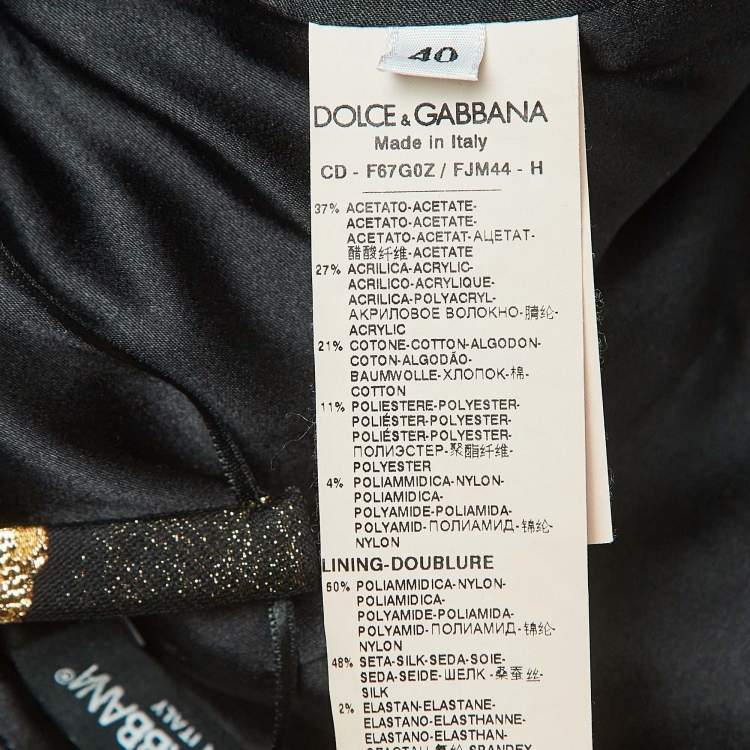 40
DOLCE & GABBANA
Made in Italy
CD - F67G0Z / FJM44 - H
37% ACETATO-ACETATE-
ACETATO-ACETATE-
ACETATO-ACETAT-АЦЕТАТ-
醋酸纤维-ACETATE
27% ACRILICA-ACRYLIC-
ACRILICO-ACRYLIQUE-
ACRILICA-POLYACRYL-
АКРИЛОВОЕ ВОЛОКНО-腈纶-
ACRYLIC
21% COTONE-COTTON-ALGODON-
COTON-ALGODÃO-
BAUMWOLLE-ХЛОПОК-棉-
COTTON
11% POLIESTERE-POLYESTER-
POLIÉSTER-POLYESTER-
POLIÉSTER-POLYESTER-
ПОЛИЭСТЕР-聚酯纤维-
POLYESTER
4% POLIAMMIDICA-NYLON-
POLIAMIDICA-
POLYAMIDE-POLIAMIDA-
POLYAMID-ПОЛИАМИД-锦纶-
NYLON
LINING-DOUBLURE
60% POLIAMMIDICA-NYLON-
POLIAMIDICA-
POLYAMIDE-POLIAMIDA-
POLYAMID-ПОЛИАМИД-锦纶-
NYLON
48% SETA-SILK-SEDA-SOIE-
SEDA-SEIDE-ШЕЛК-桑蚕丝-
SILK
2% ELASTAN-ELASTANE-
ELASTANO-ELASTHANNE-
ELASTANO-ELASTHAN-
BBANA®
ITALY